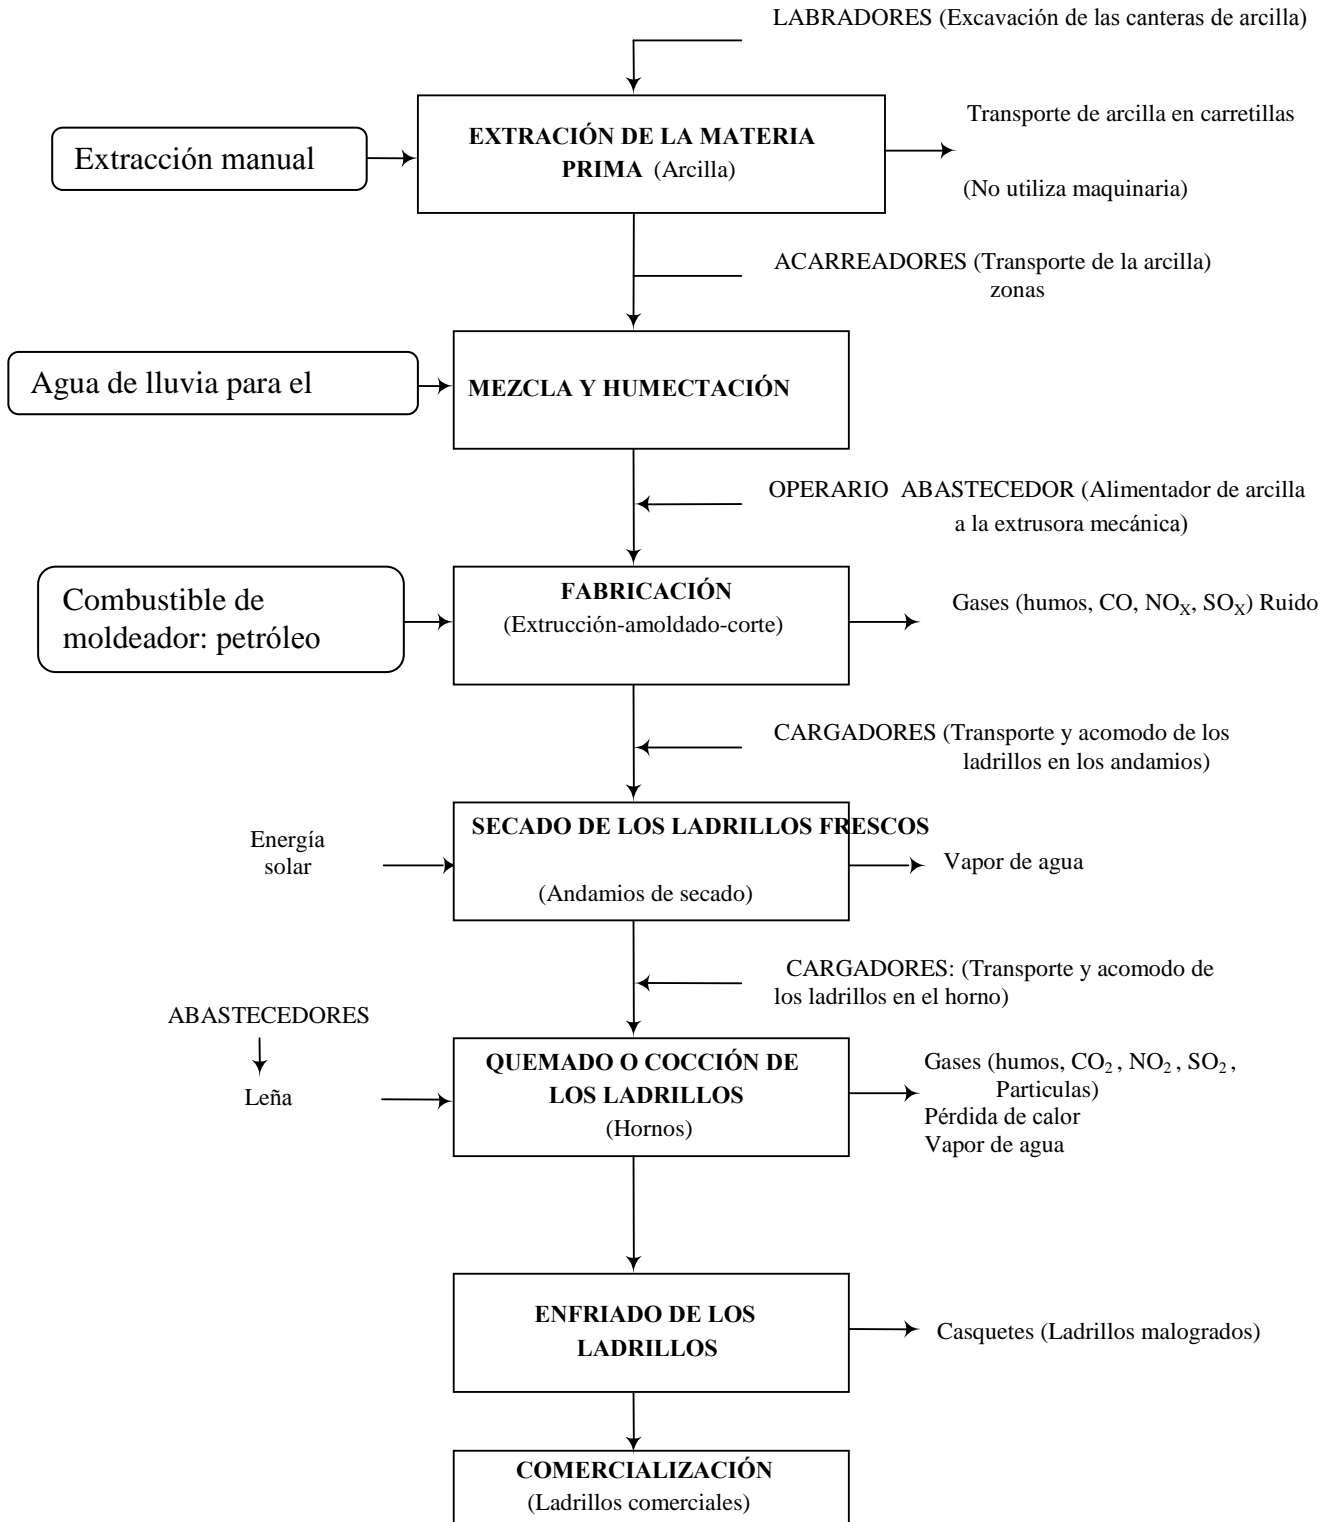 LABRADORES (Excavación de las canteras de arcilla)
EXTRACIÓN DE LA MATERIA
PRIMA (Arcilla)
Extracción manual
Transporte de arcilla en carretillas
(No utiliza maquinaria)
ACARREADORES (Transporte de la arcilla)
zonas
Agua de lluvia para el
MEZCLA Y HUMECTACIÓN
OPERARIO ABASTECEDOR (Alimentador de arcilla
a la extrusora mecánica)
Combustible de
moldeador: petróleo
FABRICACIÓN
(Extrucción-amoldado-corte)
Gases (humos, CO, NOX, SOX) Ruido
CARGADORES (Transporte y acomodo de los
ladrillos en los andamios)
Energía
solar
SECADO DE LOS LADRILLOS FRESCOS
(Andamios de secado)
Vapor de agua
CARGADORES: (Transporte y acomodo de
los ladrillos en el horno)
ABASTECEDORES
Leña
QUEMADO O COCCIÓN DE
LOS LADRILLOS
(Hornos)
Gases (humos, CO2 , NO2 , SO2 ,
Particulas)
Pérdida de calor
Vapor de agua
ENFRIADO DE LOS
LADRILLOS
Casquetes (Ladrillos malogrados)
COMERCIALIZACIÓN
(Ladrillos comerciales)